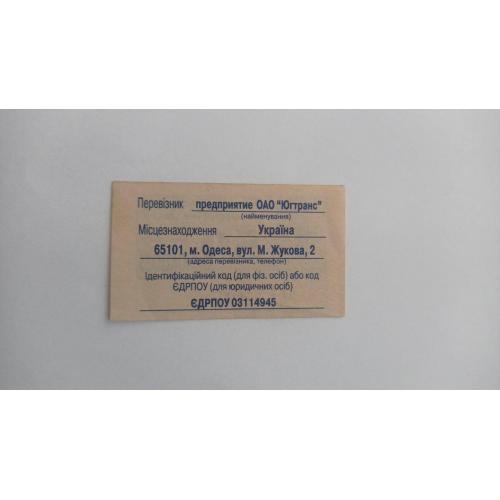 Перевізник предприятие ОАО "Югтранс"
(найменування)
Місцезнаходження Україна
65101, м. Одеса, вул. М. Жукова, 2
(адреса перевізника, телефон)
Ідентифікаційний код (для фіз. осіб) або код
ЄДРПОУ (для юридичних осіб)
ЄДРПОУ 03114945